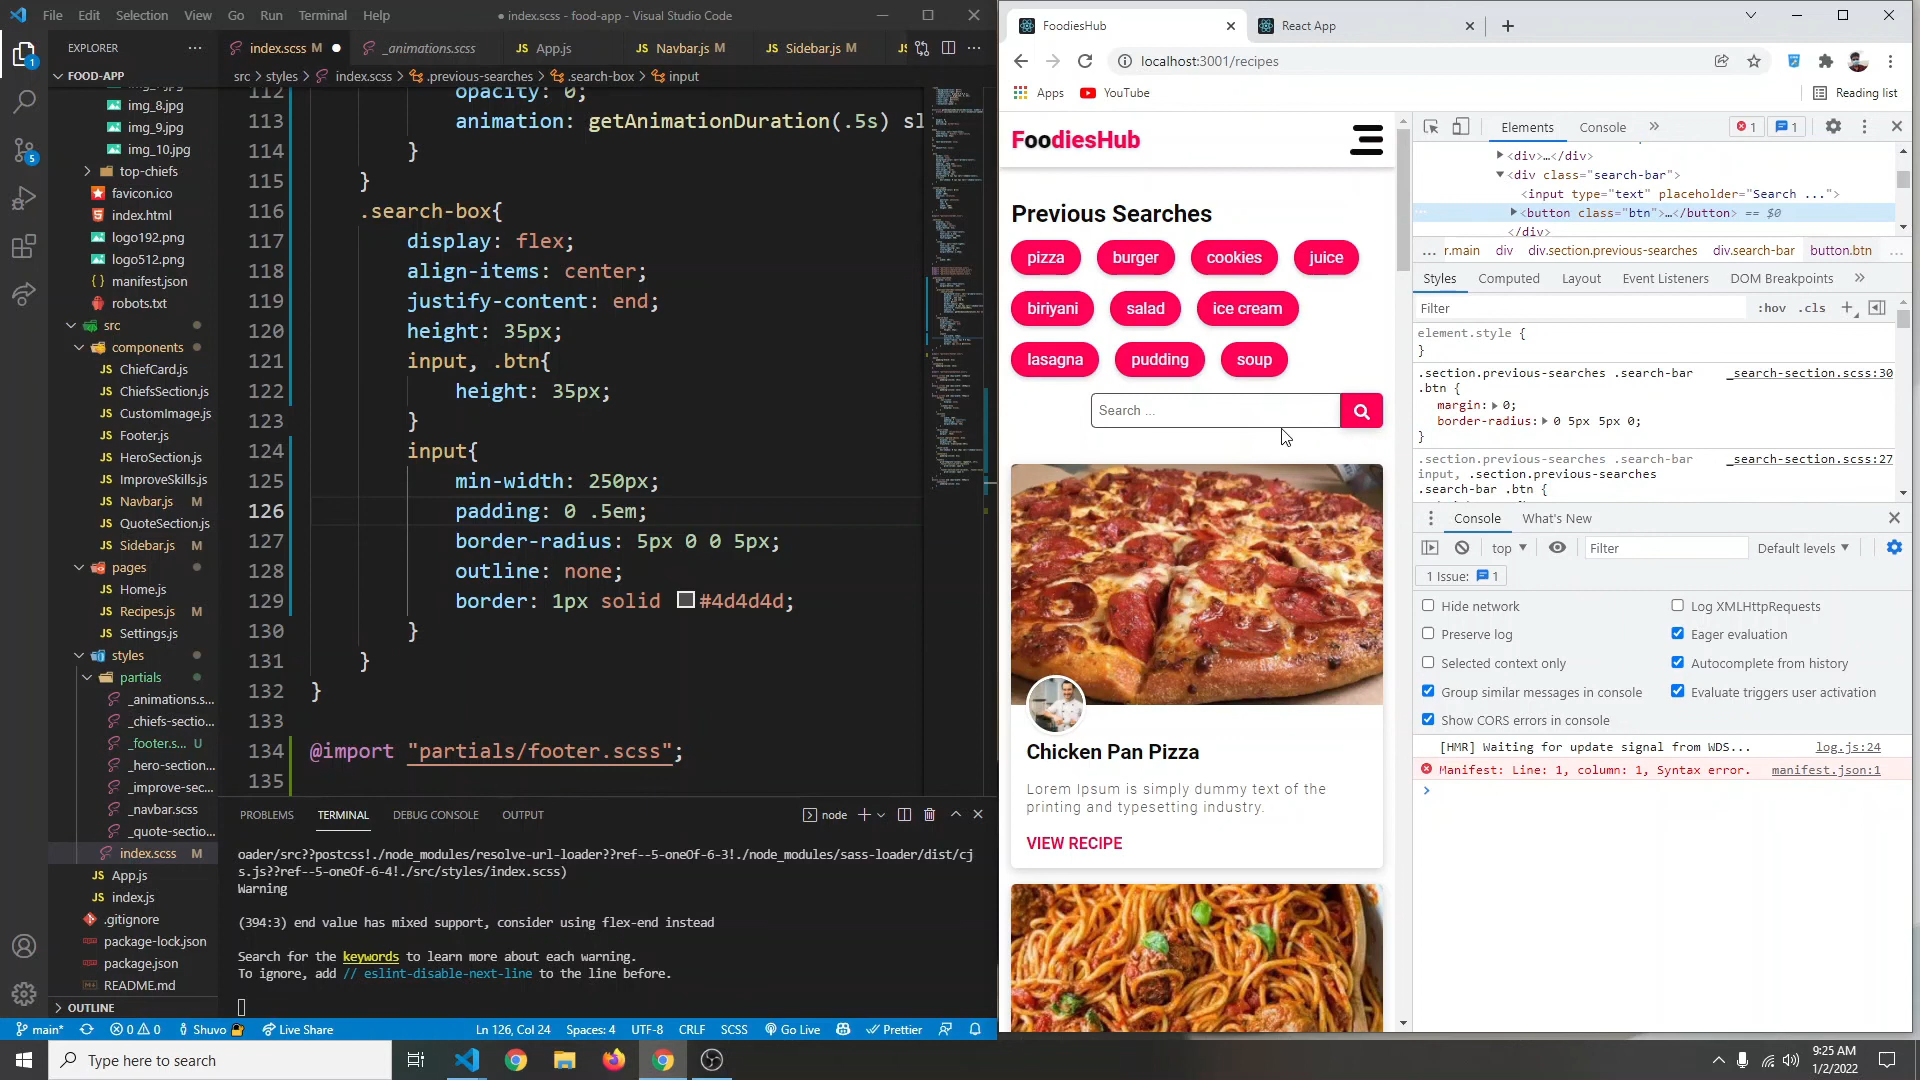 File Edit Selection View Go Run Terminal Help
● index.scss - food-app - Visual Studio Code
EXPLORER
FOOD-APP
img_8.jpg
img_9.jpg
img_10.jpg
top-chiefs
favicon.ico
index.html
logo192.png
logo512.png
manifest.json
robots.txt
src
components
ChiefCard.js
ChiefsSection.js
CustomImage.js
Footer.js
HeroSection.js
ImproveSkills.js
Navbar.js M
QuoteSection.js
Sidebar.js M
pages
Home.js
Recipes.js M
Settings.js
styles
partials
_animations.s...
_chiefs-sectio...
_footer.s... U
_hero-section...
_improve-sec...
_navbar.scss
_quote-sectio...
index.scss M
App.js
index.js
.gitignore
package-lock.json
package.json
README.md
OUTLINE
index.scss M ● _animations.scss App.js Navbar.js M Sidebar.js M
src > styles > index.scss > .previous-searches > .search-box > input
112 opacity: 0;
113 animation: getAnimationDuration(.5s) sl
114 }
115 }
116 .search-box{
117 display: flex;
118 align-items: center;
119 justify-content: end;
120 height: 35px;
121 input, .btn{
122 height: 35px;
123 }
124 input{
125 min-width: 250px;
126 padding: 0 .5em;
127 border-radius: 5px 0 0 5px;
128 outline: none;
129 border: 1px solid #4d4d4d;
130 }
131 }
132 }
133
134 @import "partials/footer.scss";
135
PROBLEMS TERMINAL DEBUG CONSOLE OUTPUT
node
oader/src??postcss!./node_modules/resolve-url-loader??ref--5-oneOf-6-3!./node_modules/sass-loader/dist/cj
s.js??ref--5-oneOf-6-4!./src/styles/index.scss)
Warning
(394:3) end value has mixed support, consider using flex-end instead
Search for the keywords to learn more about each warning.
To ignore, add // eslint-disable-next-line to the line before.
main* 0 0 Shuvo Live Share Ln 126, Col 24 Spaces: 4 UTF-8 CRLF SCSS Go Live Prettier
FoodiesHub
React App
localhost:3001/recipes
Apps YouTube Reading list
FoodiesHub
Previous Searches
pizza burger cookies juice
biriyani salad ice cream
lasagna pudding soup
Search ...
Chicken Pan Pizza
Lorem Ipsum is simply dummy text of the
printing and typesetting industry.
VIEW RECIPE
Elements Console » 1 1
<div>…</div>
<div class="search-bar">
<input type="text" placeholder="Search ...">
<button class="btn">…</button> == $0
</div>
... r.main div div.section.previous-searches div.search-bar button.btn ...
Styles Computed Layout Event Listeners DOM Breakpoints »
Filter :hov .cls +
element.style {
}
.section.previous-searches .search-bar _search-section.scss:30
.btn {
margin: 0;
border-radius: 0 5px 5px 0;
}
.section.previous-searches .search-bar _search-section.scss:27
input, .section.previous-searches
.search-bar .btn {
Console What's New
top Filter Default levels
1 Issue: 1
Hide network Log XMLHttpRequests
Preserve log Eager evaluation
Selected context only Autocomplete from history
Group similar messages in console Evaluate triggers user activation
Show CORS errors in console
[HMR] Waiting for update signal from WDS... log.js:24
Manifest: Line: 1, column: 1, Syntax error. manifest.json:1
Type here to search
9:25 AM
1/2/2022